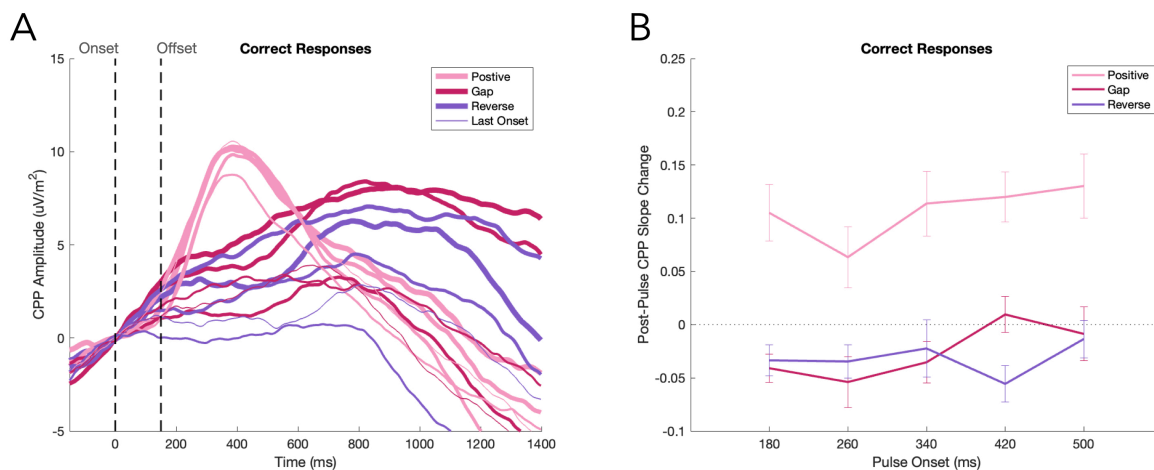 A
Onset
Offset
Correct Responses
15
10
5
0
-5
CPP Amplitude (uV/m²)
Postive
Gap
Reverse
Last Onset
0
200
400
600
800
1000
1200
1400
Time (ms)
B
Correct Responses
0.25
0.2
0.15
0.1
0.05
0
-0.05
-0.1
Post-Pulse CPP Slope Change
Positive
Gap
Reverse
180
260
340
420
500
Pulse Onset (ms)